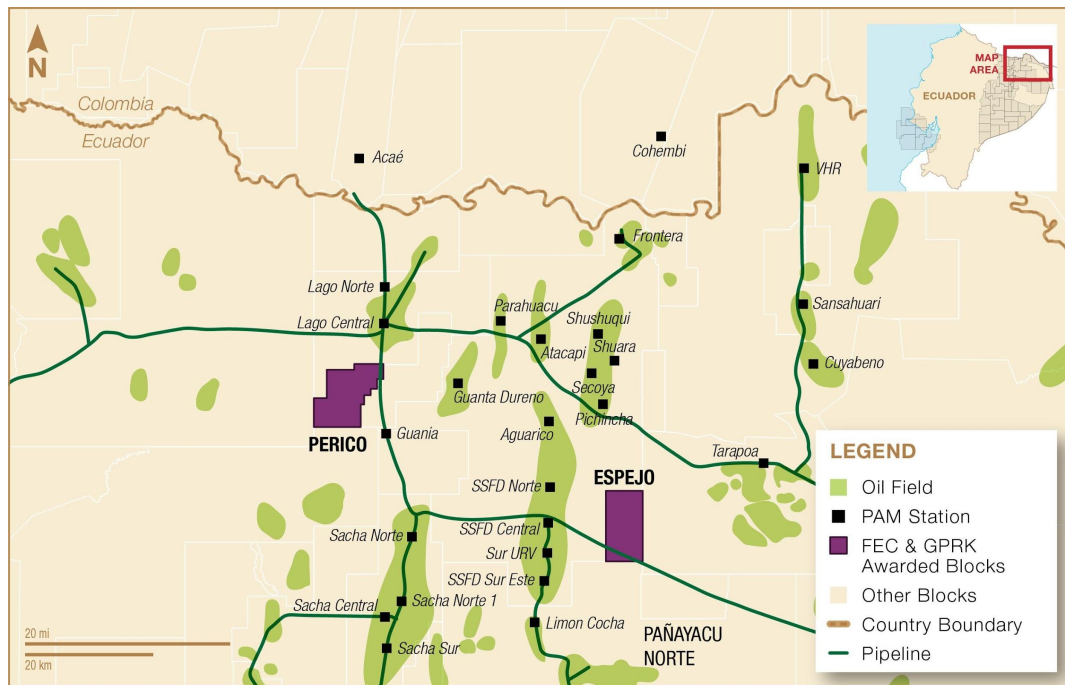 N
Colombia
Ecuador
Acaé
Cohembi
VHR
MAP
AREA
ECUADOR
Frontera
Lago Norte
Lago Central
Parahuacu
Shushuqui
Sansahuari
Atacapi
Shuara
Cuyabeno
Secoya
Guanta Dureno
Pichincha
PERICO
Guania
Aguarico
Tarapoa
SSFD Norte
ESPEJO
SSFD Central
Sacha Norte
Sur URV
SSFD Sur Este
Sacha Central
Sacha Norte 1
Limon Cocha
Sacha Sur
PAÑAYACU
NORTE
20 mi
20 km
LEGEND
Oil Field
PAM Station
FEC & GPRK
Awarded Blocks
Other Blocks
Country Boundary
Pipeline